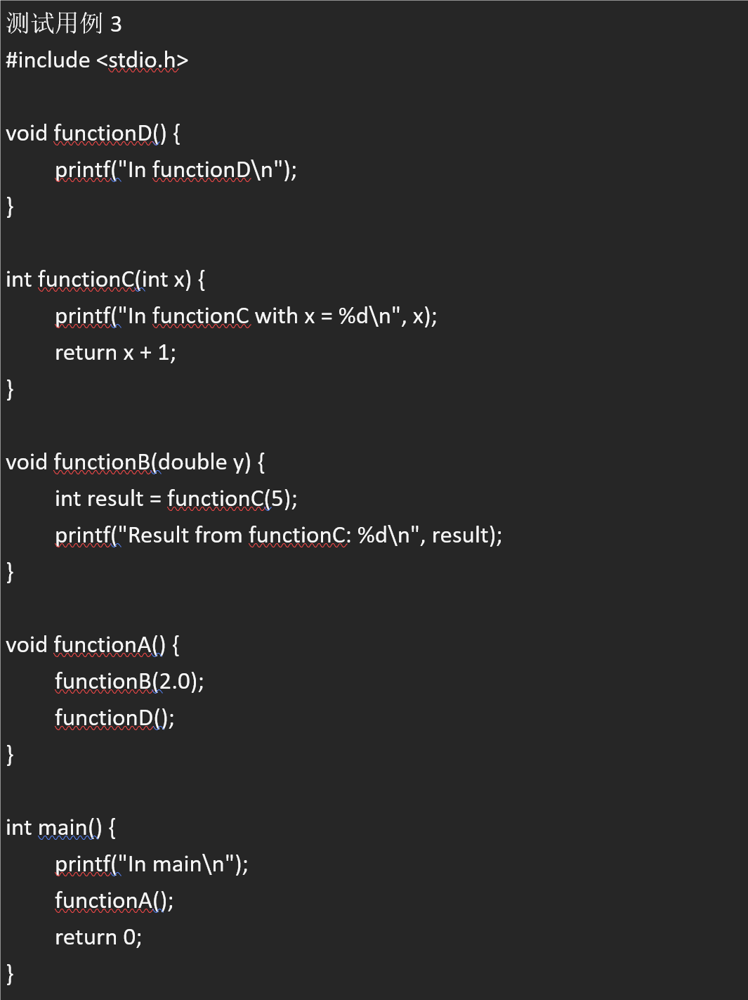 测试用例 3
#include <stdio.h>
void functionD() {
printf("In functionD\n");
}
int functionC(int x) {
printf("In functionC with x = %d\n", x);
return x + 1;
}
void functionB(double y) {
int result = functionC(5);
printf("Result from functionC: %d\n", result);
}
void functionA() {
functionB(2.0);
functionD();
}
int main() {
printf("In main\n");
functionA();
return 0;
}